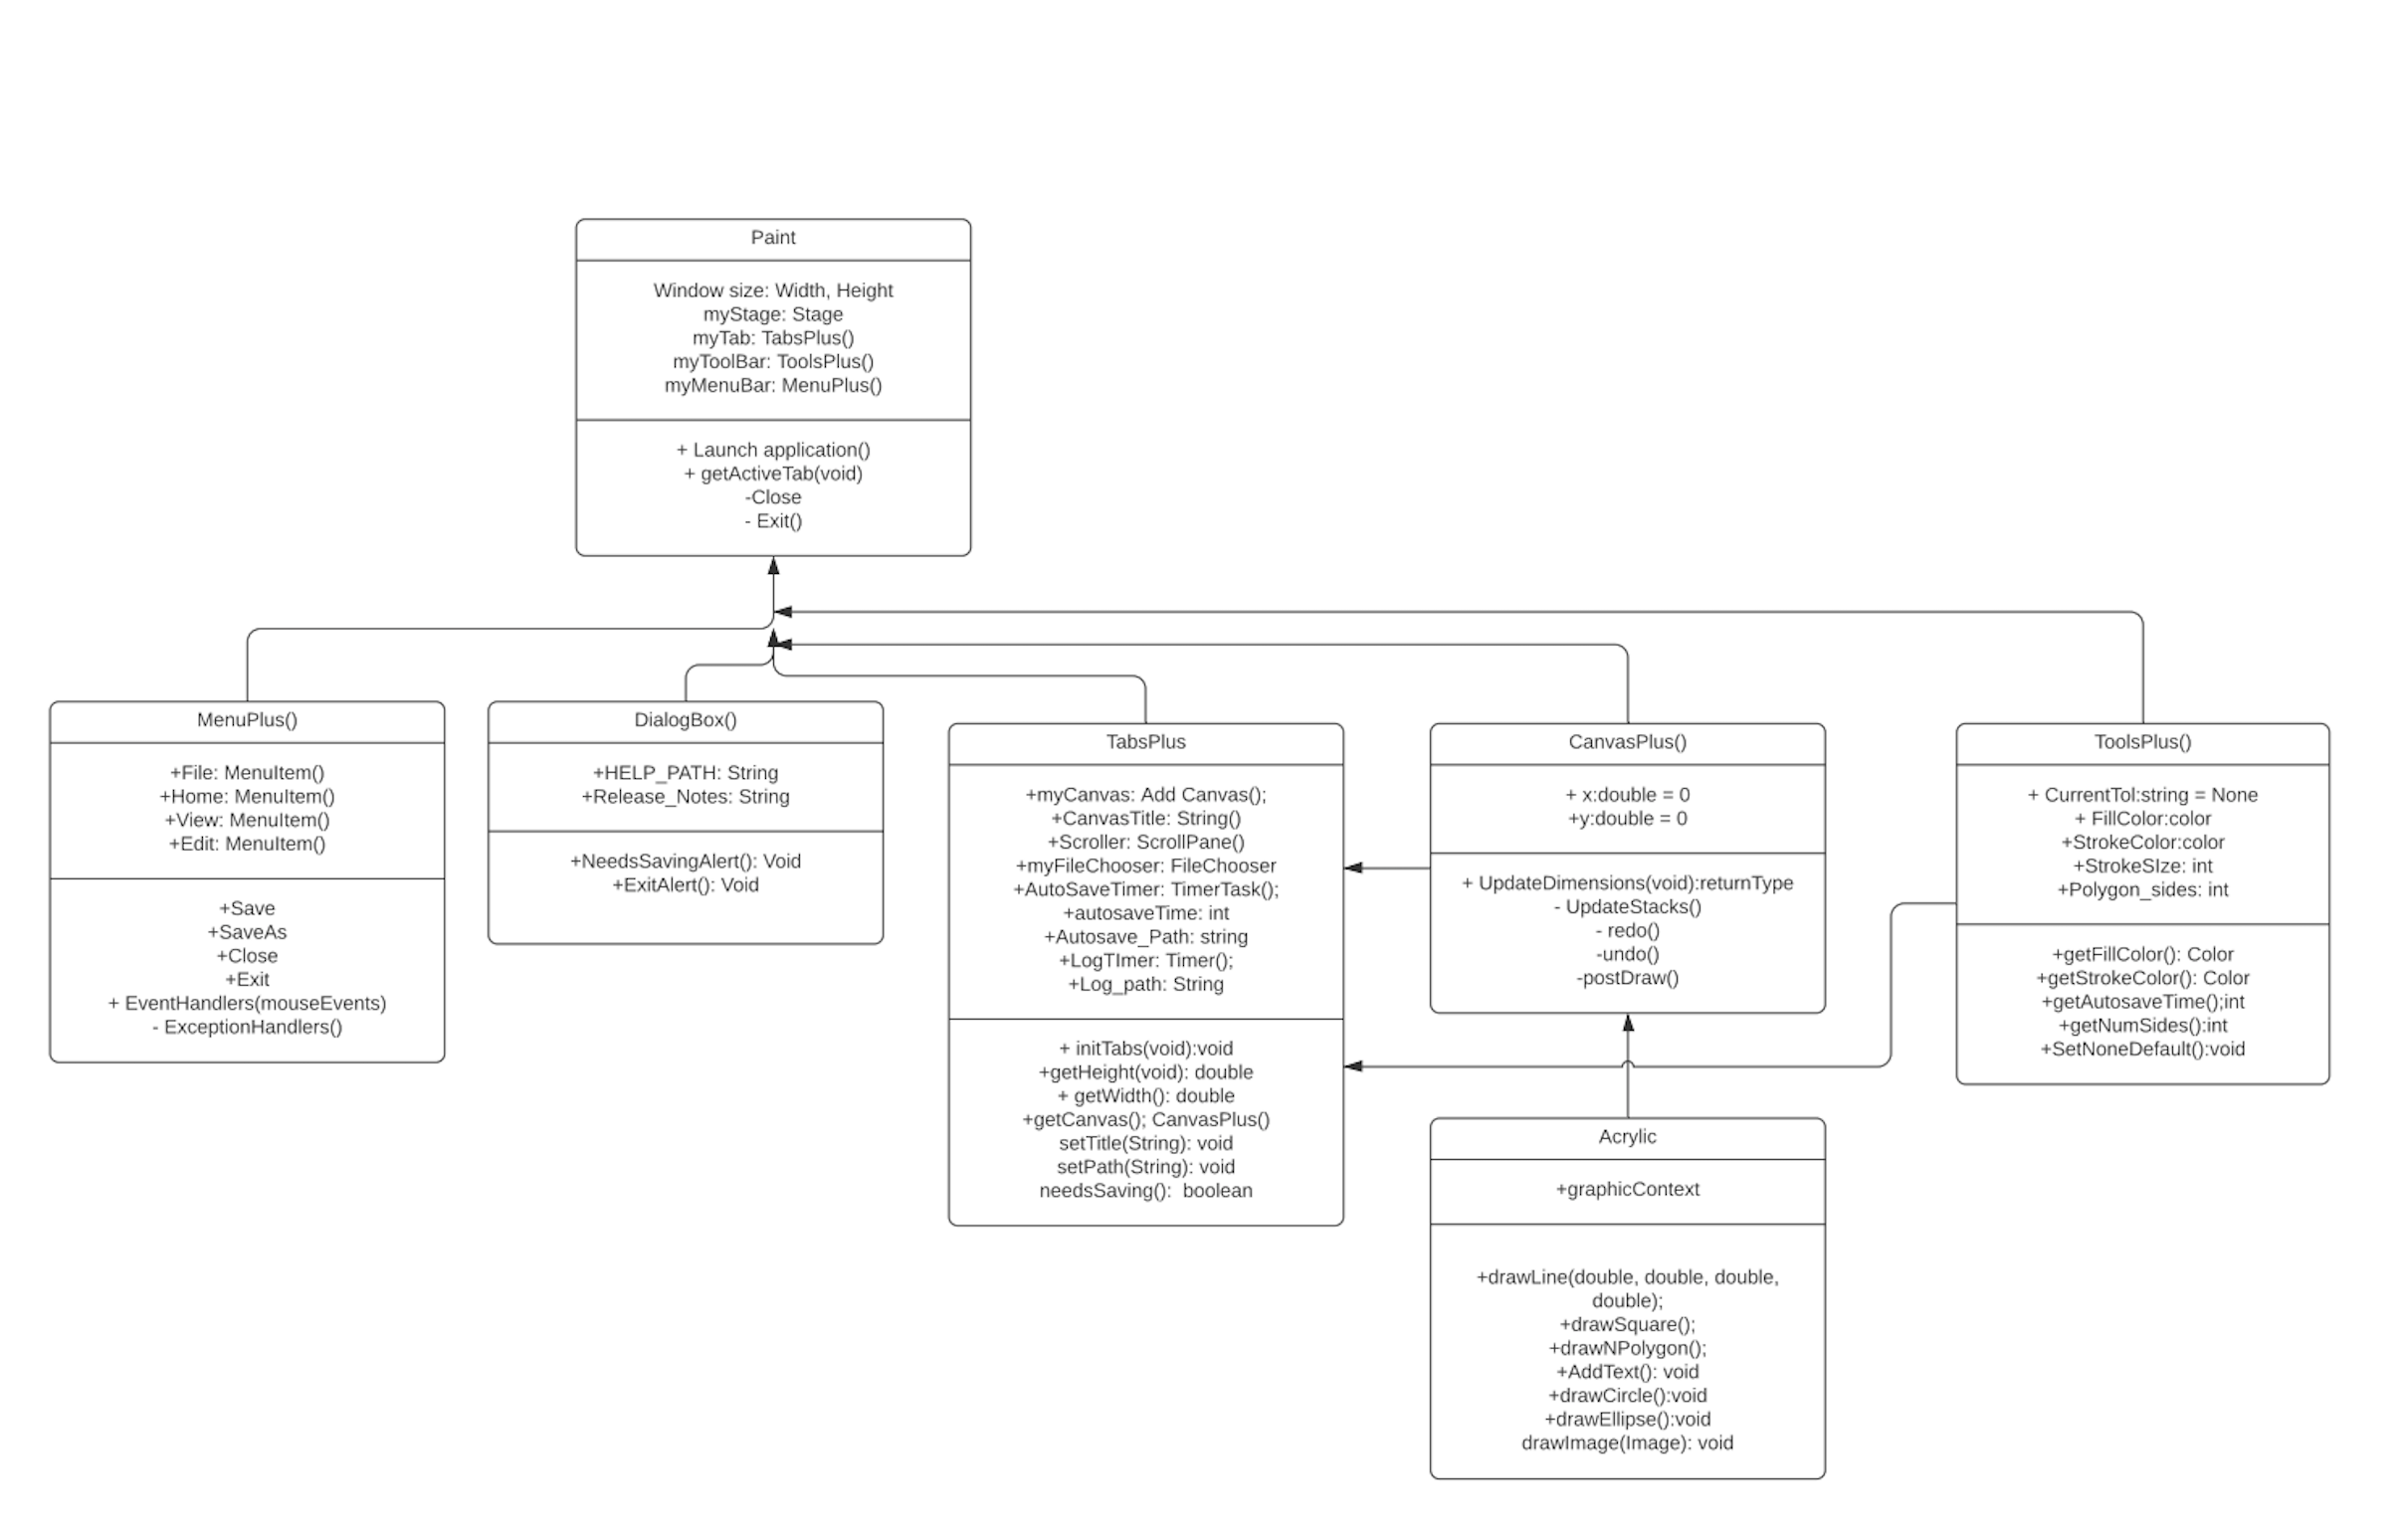 Paint
Window size: Width, Height
myStage: Stage
myTab: TabsPlus()
myToolBar: ToolsPlus()
myMenuBar: MenuPlus()
+ Launch application()
+ getActiveTab(void)
-Close
- Exit()
MenuPlus()
+File: MenuItem()
+Home: MenuItem()
+View: MenuItem()
+Edit: MenuItem()
+Save
+SaveAs
+Close
+Exit
+ EventHandlers(mouseEvents)
- ExceptionHandlers()
DialogBox()
+HELP_PATH: String
+Release_Notes: String
+NeedsSavingAlert(): Void
+ExitAlert(): Void
TabsPlus
+myCanvas: Add Canvas();
+CanvasTitle: String()
+Scroller: ScrollPane()
+myFileChooser: FileChooser
+AutoSaveTimer: TimerTask();
+autosaveTime: int
+Autosave_Path: string
+LogTImer: Timer();
+Log_path: String
+ initTabs(void):void
+getHeight(void): double
+ getWidth(): double
+getCanvas(); CanvasPlus()
setTitle(String): void
setPath(String): void
needsSaving():  boolean
CanvasPlus()
+ x:double = 0
+y:double = 0
+ UpdateDimensions(void):returnType
- UpdateStacks()
- redo()
-undo()
-postDraw()
ToolsPlus()
+ CurrentTol:string = None
+ FillColor:color
+StrokeColor:color
+StrokeSIze: int
+Polygon_sides: int
+getFillColor(): Color
+getStrokeColor(): Color
+getAutosaveTime();int
+getNumSides():int
+SetNoneDefault():void
Acrylic
+graphicContext
+drawLine(double, double, double,
double);
+drawSquare();
+drawNPolygon();
+AddText(): void
+drawCircle():void
+drawEllipse():void
drawImage(Image): void